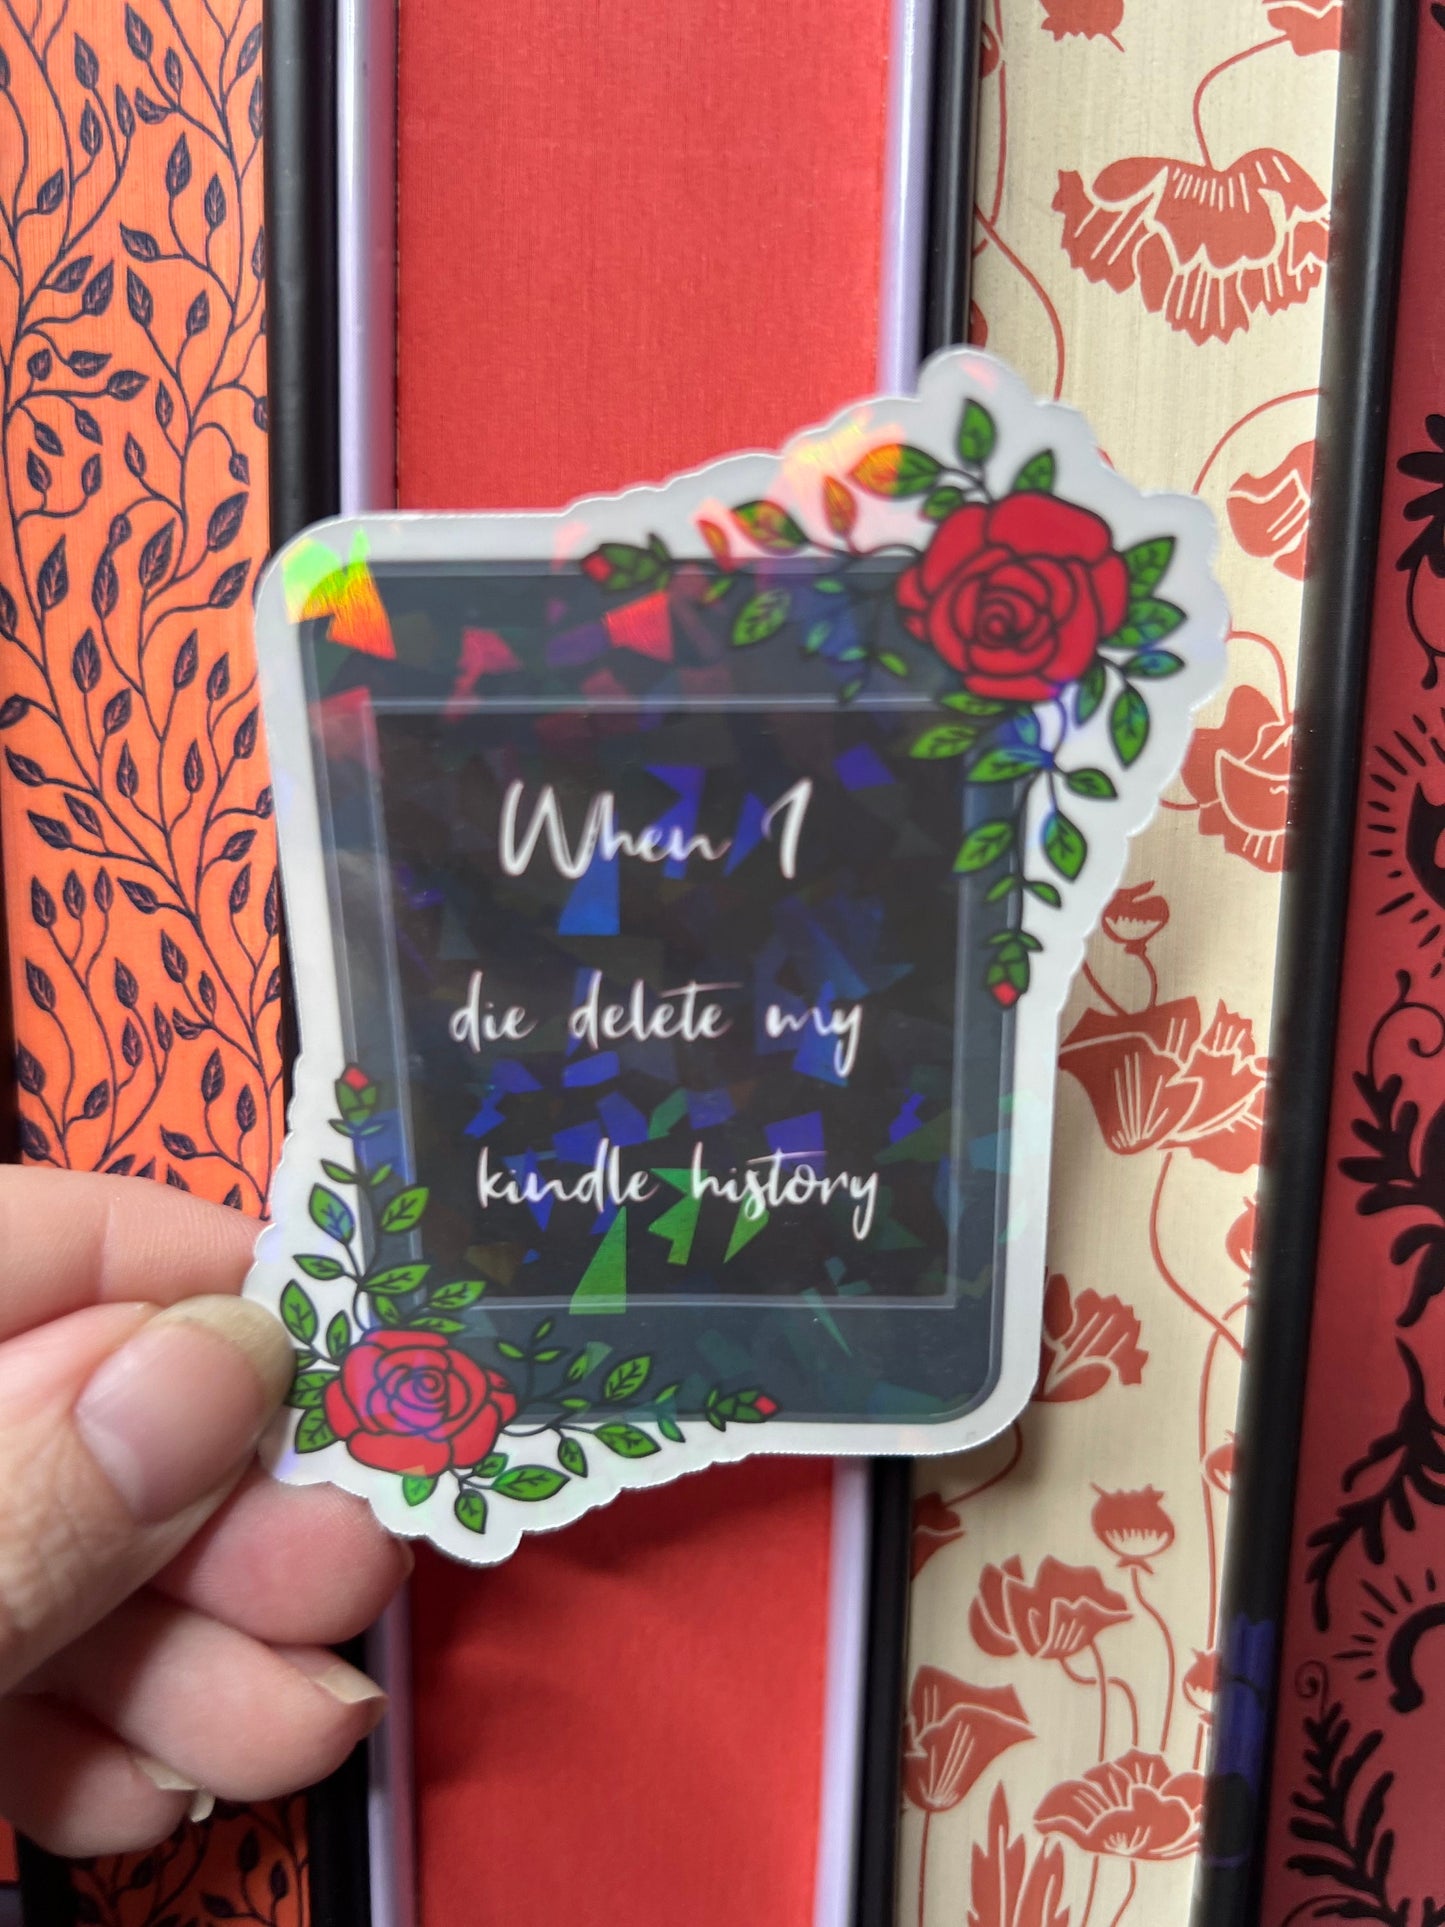 When I
die delete my
kindle history